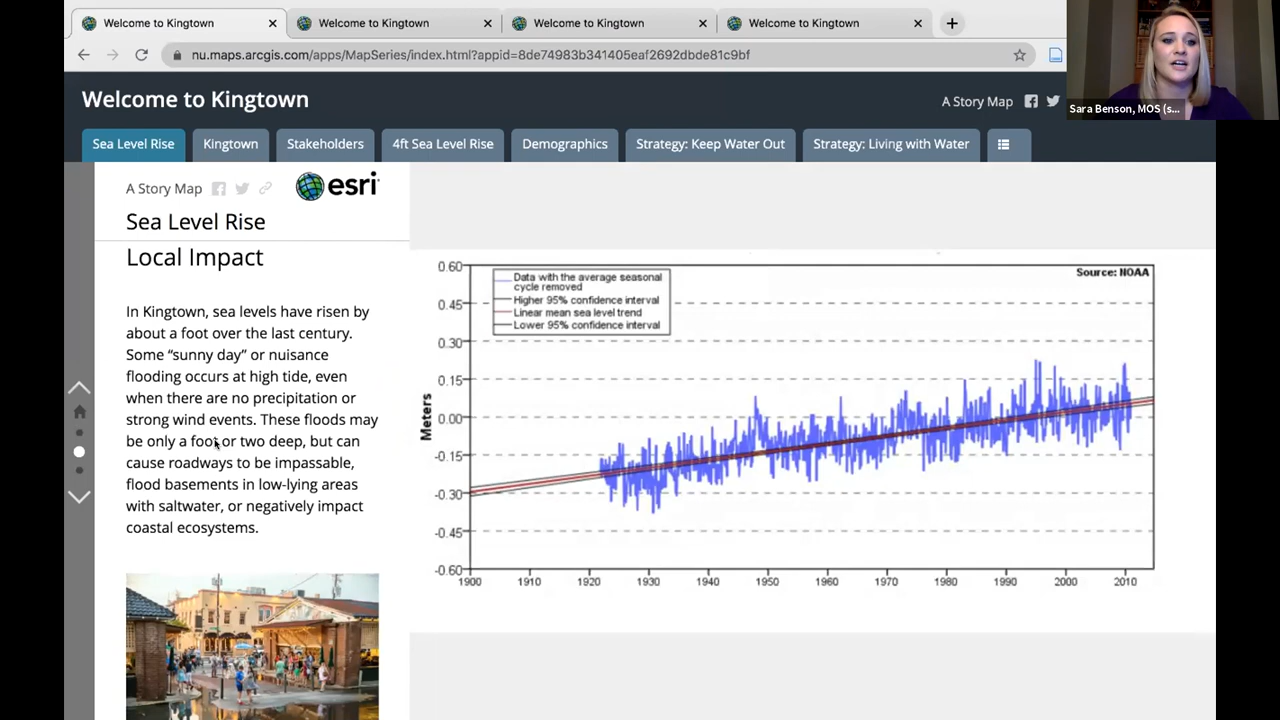 Welcome to Kingtown
Welcome to Kingtown
Welcome to Kingtown
Welcome to Kingtown
nu.maps.arcgis.com/apps/MapSeries/index.html?appid=8de74983b341405eaf2692dbde81c9bf
Sara Benson, MOS (s...
Welcome to Kingtown
A Story Map
Sea Level Rise
Kingtown
Stakeholders
4ft Sea Level Rise
Demographics
Strategy: Keep Water Out
Strategy: Living with Water
A Story Map
esri
Sea Level Rise
Local Impact
In Kingtown, sea levels have risen by
about a foot over the last century.
Some “sunny day” or nuisance
flooding occurs at high tide, even
when there are no precipitation or
strong wind events. These floods may
be only a foot or two deep, but can
cause roadways to be impassable,
flood basements in low-lying areas
with saltwater, or negatively impact
coastal ecosystems.
Source: NOAA
Data with the average seasonal
cycle removed
Higher 95% confidence interval
Linear mean sea level trend
Lower 95% confidence interval
Meters
0.60
0.45
0.30
0.15
0.00
-0.15
-0.30
-0.45
-0.60
1900 1910 1920 1930 1940 1950 1960 1970 1980 1990 2000 2010